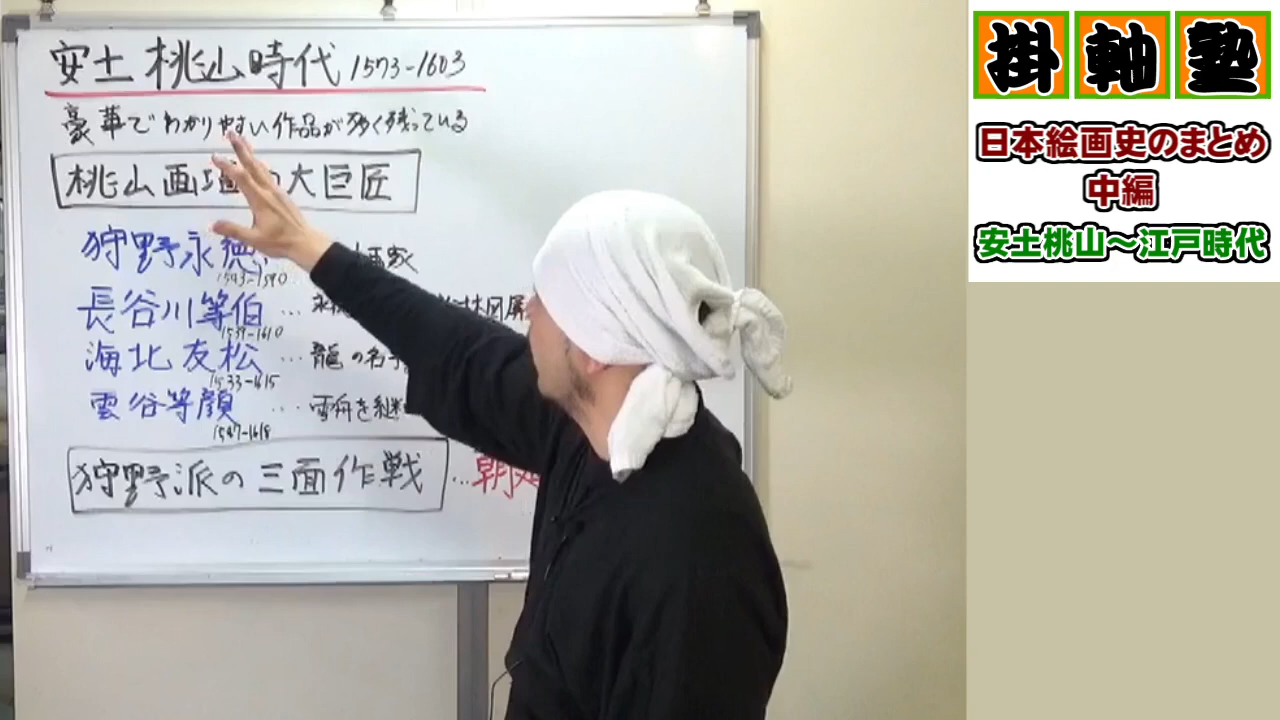 安土桃山時代 1573-1603
豪華でわかりやすい作品が多く残っている
桃山画壇の大巨匠
狩野永徳
1543-1590
長谷川等伯 …
1539-1610
海北友松 … 龍の名手
1533-1615
雲谷等顔 … 雪舟を継
1547-1618
狩野派の三面作戦 … 朝廷
掛軸塾
日本絵画史のまとめ
中編
安土桃山～江戸時代